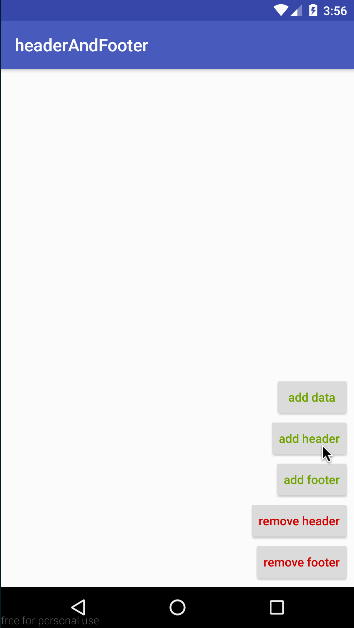 3:56
headerAndFooter
add data
add header
add footer
remove header
remove footer
free for personal use